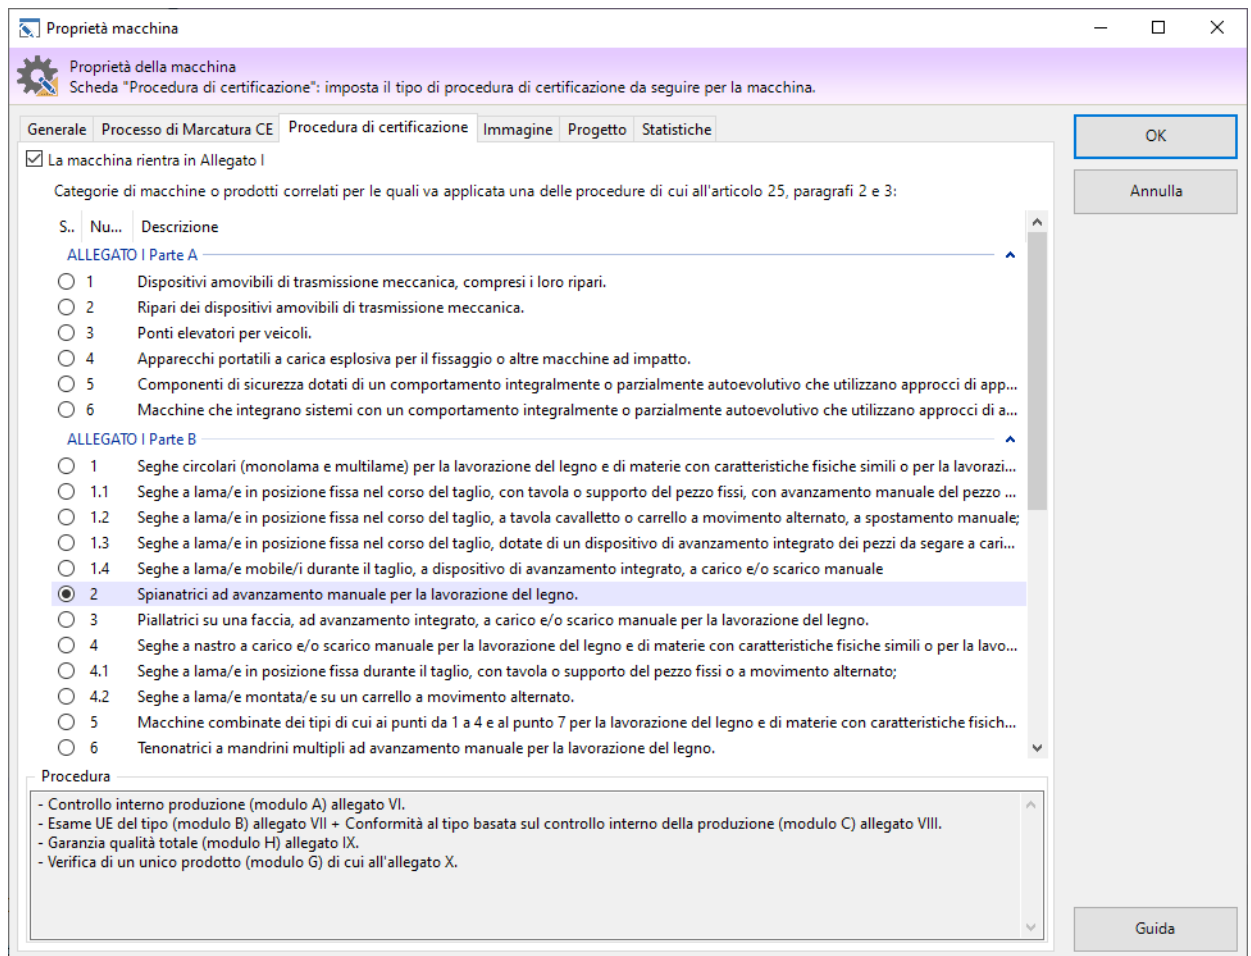 Proprietà macchina
Proprietà della macchina
Scheda "Procedura di certificazione": imposta il tipo di procedura di certificazione da seguire per la macchina.
Generale Processo di Marcatura CE Procedura di certificazione Immagine Progetto Statistiche
OK
La macchina rientra in Allegato I
Categorie di macchine o prodotti correlati per le quali va applicata una delle procedure di cui all'articolo 25, paragrafi 2 e 3:
Annulla
S.. Nu... Descrizione
ALLEGATO I Parte A
1 Dispositivi amovibili di trasmissione meccanica, compresi i loro ripari.
2 Ripari dei dispositivi amovibili di trasmissione meccanica.
3 Ponti elevatori per veicoli.
4 Apparecchi portatili a carica esplosiva per il fissaggio o altre macchine ad impatto.
5 Componenti di sicurezza dotati di un comportamento integralmente o parzialmente autoevolutivo che utilizzano approcci di app...
6 Macchine che integrano sistemi con un comportamento integralmente o parzialmente autoevolutivo che utilizzano approcci di a...
ALLEGATO I Parte B
1 Seghe circolari (monolama e multilame) per la lavorazione del legno e di materie con caratteristiche fisiche simili o per la lavorazi...
1.1 Seghe a lama/e in posizione fissa nel corso del taglio, con tavola o supporto del pezzo fissi, con avanzamento manuale del pezzo ...
1.2 Seghe a lama/e in posizione fissa nel corso del taglio, a tavola cavalletto o carrello a movimento alternato, a spostamento manuale;
1.3 Seghe a lama/e in posizione fissa nel corso del taglio, dotate di un dispositivo di avanzamento integrato dei pezzi da segare a cari...
1.4 Seghe a lama/e mobile/i durante il taglio, a dispositivo di avanzamento integrato, a carico e/o scarico manuale
2 Spianatrici ad avanzamento manuale per la lavorazione del legno.
3 Piallatrici su una faccia, ad avanzamento integrato, a carico e/o scarico manuale per la lavorazione del legno.
4 Seghe a nastro a carico e/o scarico manuale per la lavorazione del legno e di materie con caratteristiche fisiche simili o per la lavo...
4.1 Seghe a lama/e in posizione fissa durante il taglio, con tavola o supporto del pezzo fissi o a movimento alternato;
4.2 Seghe a lama/e montata/e su un carrello a movimento alternato.
5 Macchine combinate dei tipi di cui ai punti da 1 a 4 e al punto 7 per la lavorazione del legno e di materie con caratteristiche fisich...
6 Tenonatrici a mandrini multipli ad avanzamento manuale per la lavorazione del legno.
Procedura
- Controllo interno produzione (modulo A) allegato VI.
- Esame UE del tipo (modulo B) allegato VII + Conformità al tipo basata sul controllo interno della produzione (modulo C) allegato VIII.
- Garanzia qualità totale (modulo H) allegato IX.
- Verifica di un unico prodotto (modulo G) di cui all'allegato X.
Guida